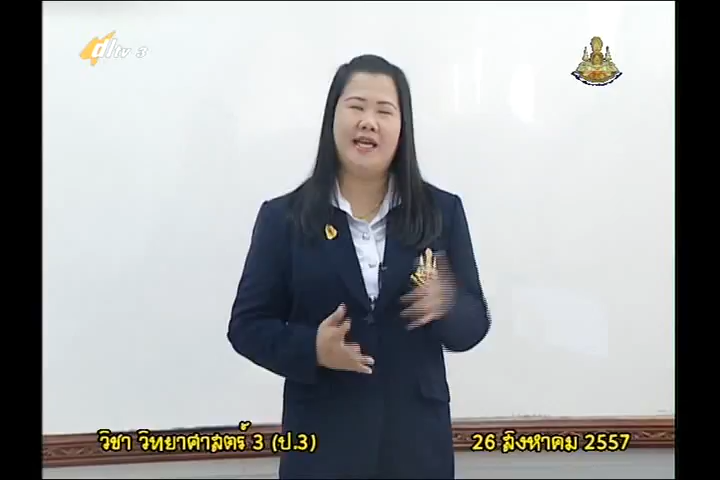 dltv 3
วิชา วิทยาศาสตร์ 3 (ป.3)
26 สิงหาคม 2557